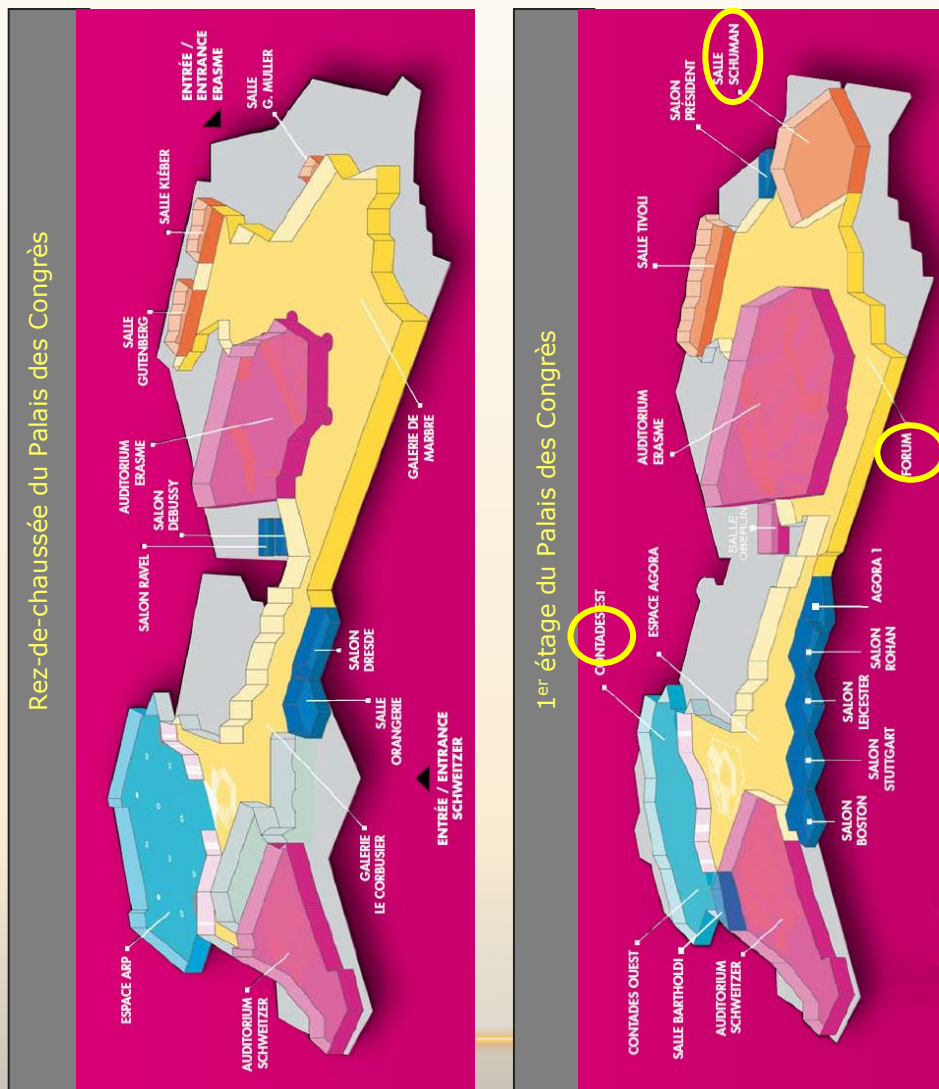 Rez-de-chaussée du Palais des Congrès
ESPACE ARP
AUDITORIUM
SCHWEITZER
GALERIE
LE CORBUSIER
ENTRÉE / ENTRANCE
SCHWEITZER
SALLE
ORANGERIE
SALON
DRESDE
SALON RAVEL
SALON
DEBUSSY
AUDITORIUM
ERASME
GALERIE DE
MARBRE
SALLE
GUTENBERG
SALLE KLÉBER
ENTRÉE /
ENTRANCE
ERASME
SALLE
G. MULLER
1er étage du Palais des Congrès
CONTADES OUEST
SALLE BARTHOLDI
AUDITORIUM
SCHWEITZER
SALON
BOSTON
SALON
STUTTGART
SALON
LEICESTER
SALON
ROHAN
AGORA 1
CONTADES EST
ESPACE AGORA
SALLE
OBERLIN
AUDITORIUM
ERASME
FORUM
SALLE TIVOLI
SALON
PRÉSIDENT
SALLE
SCHUMAN